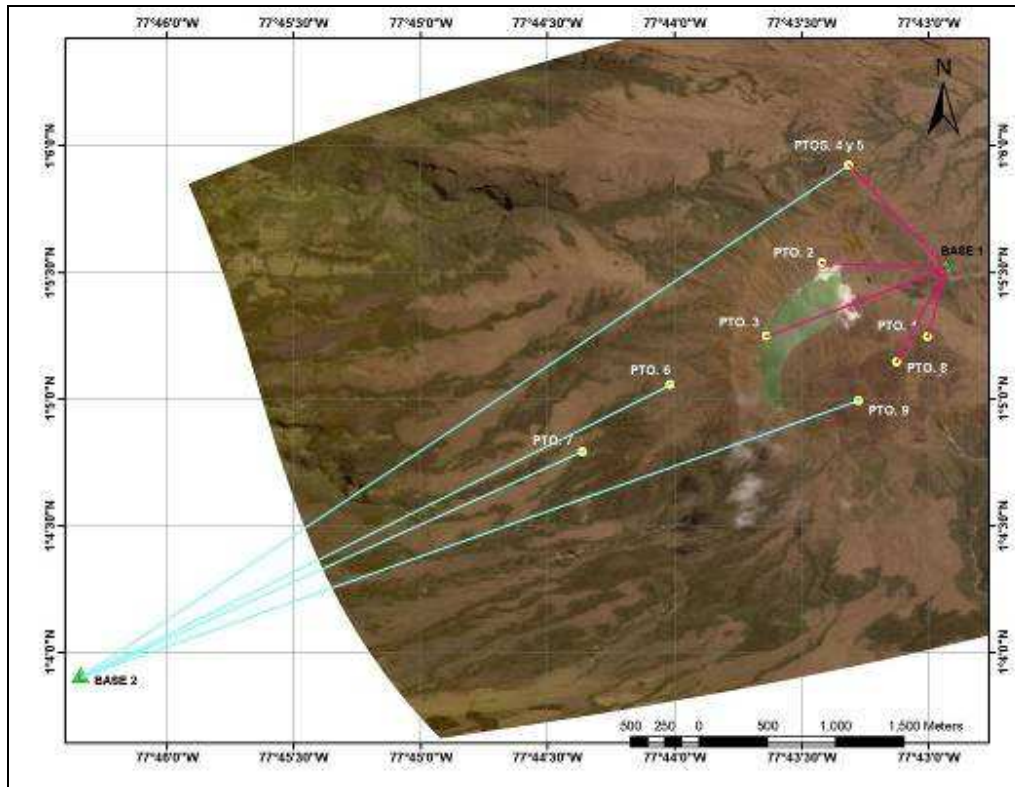 77°46'0"W 77°45'30"W 77°45'0"W 77°44'30"W 77°44'0"W 77°43'30"W 77°43'0"W
N
1°6'0"N 1°6'0"N
PTOS. 4 y 5
BASE 1
PTO. 2
1°5'30"N 1°5'30"N
PTO. 3
PTO. 1
PTO. 8
PTO. 6
1°5'0"N 1°5'0"N
PTO. 9
PTO. 7
1°4'30"N 1°4'30"N
1°4'0"N 1°4'0"N
BASE 2
500 250 0 500 1,000 1,500 Meters
77°46'0"W 77°45'30"W 77°45'0"W 77°44'30"W 77°44'0"W 77°43'30"W 77°43'0"W